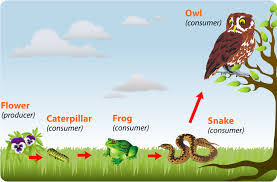 Owl
(consumer)
Flower
(producer)
Caterpillar
(consumer)
Frog
(consumer)
Snake
(consumer)